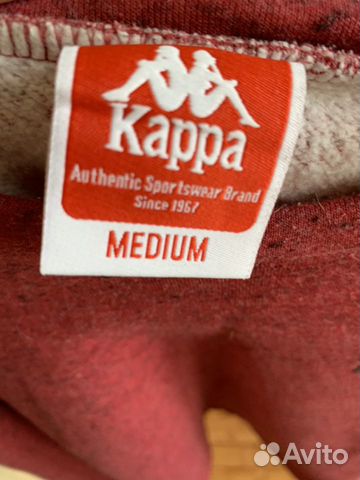 Kappa
Authentic Sportswear Brand
Since 1967
MEDIUM
Avito